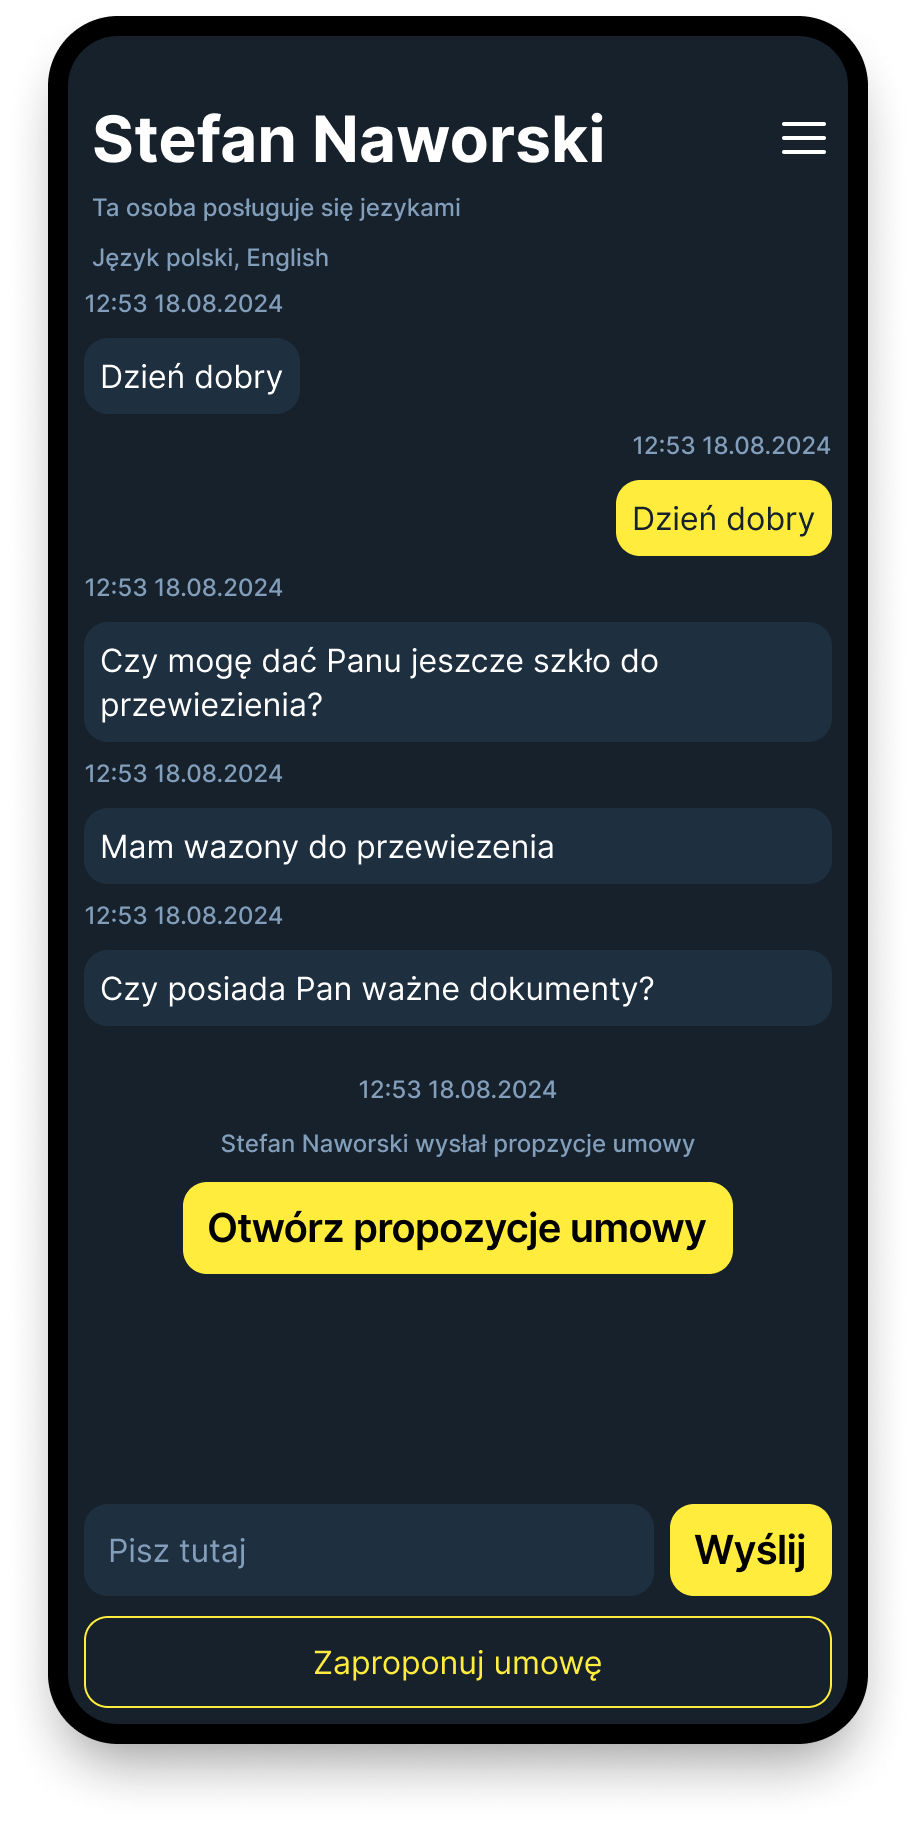 Stefan Naworski
Ta osoba posługuje się jezykami
Język polski, English
12:53 18.08.2024
Dzień dobry
12:53 18.08.2024
Dzień dobry
12:53 18.08.2024
Czy mogę dać Panu jeszcze szkło do
przewiezienia?
12:53 18.08.2024
Mam wazony do przewiezenia
12:53 18.08.2024
Czy posiada Pan ważne dokumenty?
12:53 18.08.2024
Stefan Naworski wysłał propzycje umowy
Otwórz propozycje umowy
Pisz tutaj
Wyślij
Zaproponuj umowę